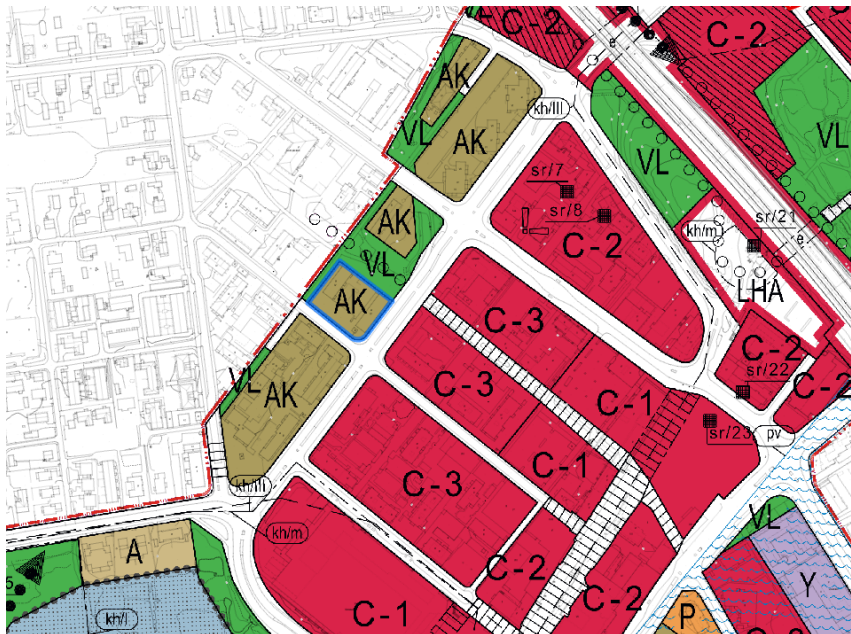 C-2
C-2
C
AK
AK
VL
kh/III
VL
VL
sr/7
sr/8
C-2
AK
VL
kh/m
sr/21
e
e
LHA
AK
C-3
C-2
C-2
sr/22
VL
AK
C-3
C-1
sr/23
pv
C-3
C-1
kh/III
kh/m
VL
A
C-2
C-2
C-1
Y
P
5
kh/I